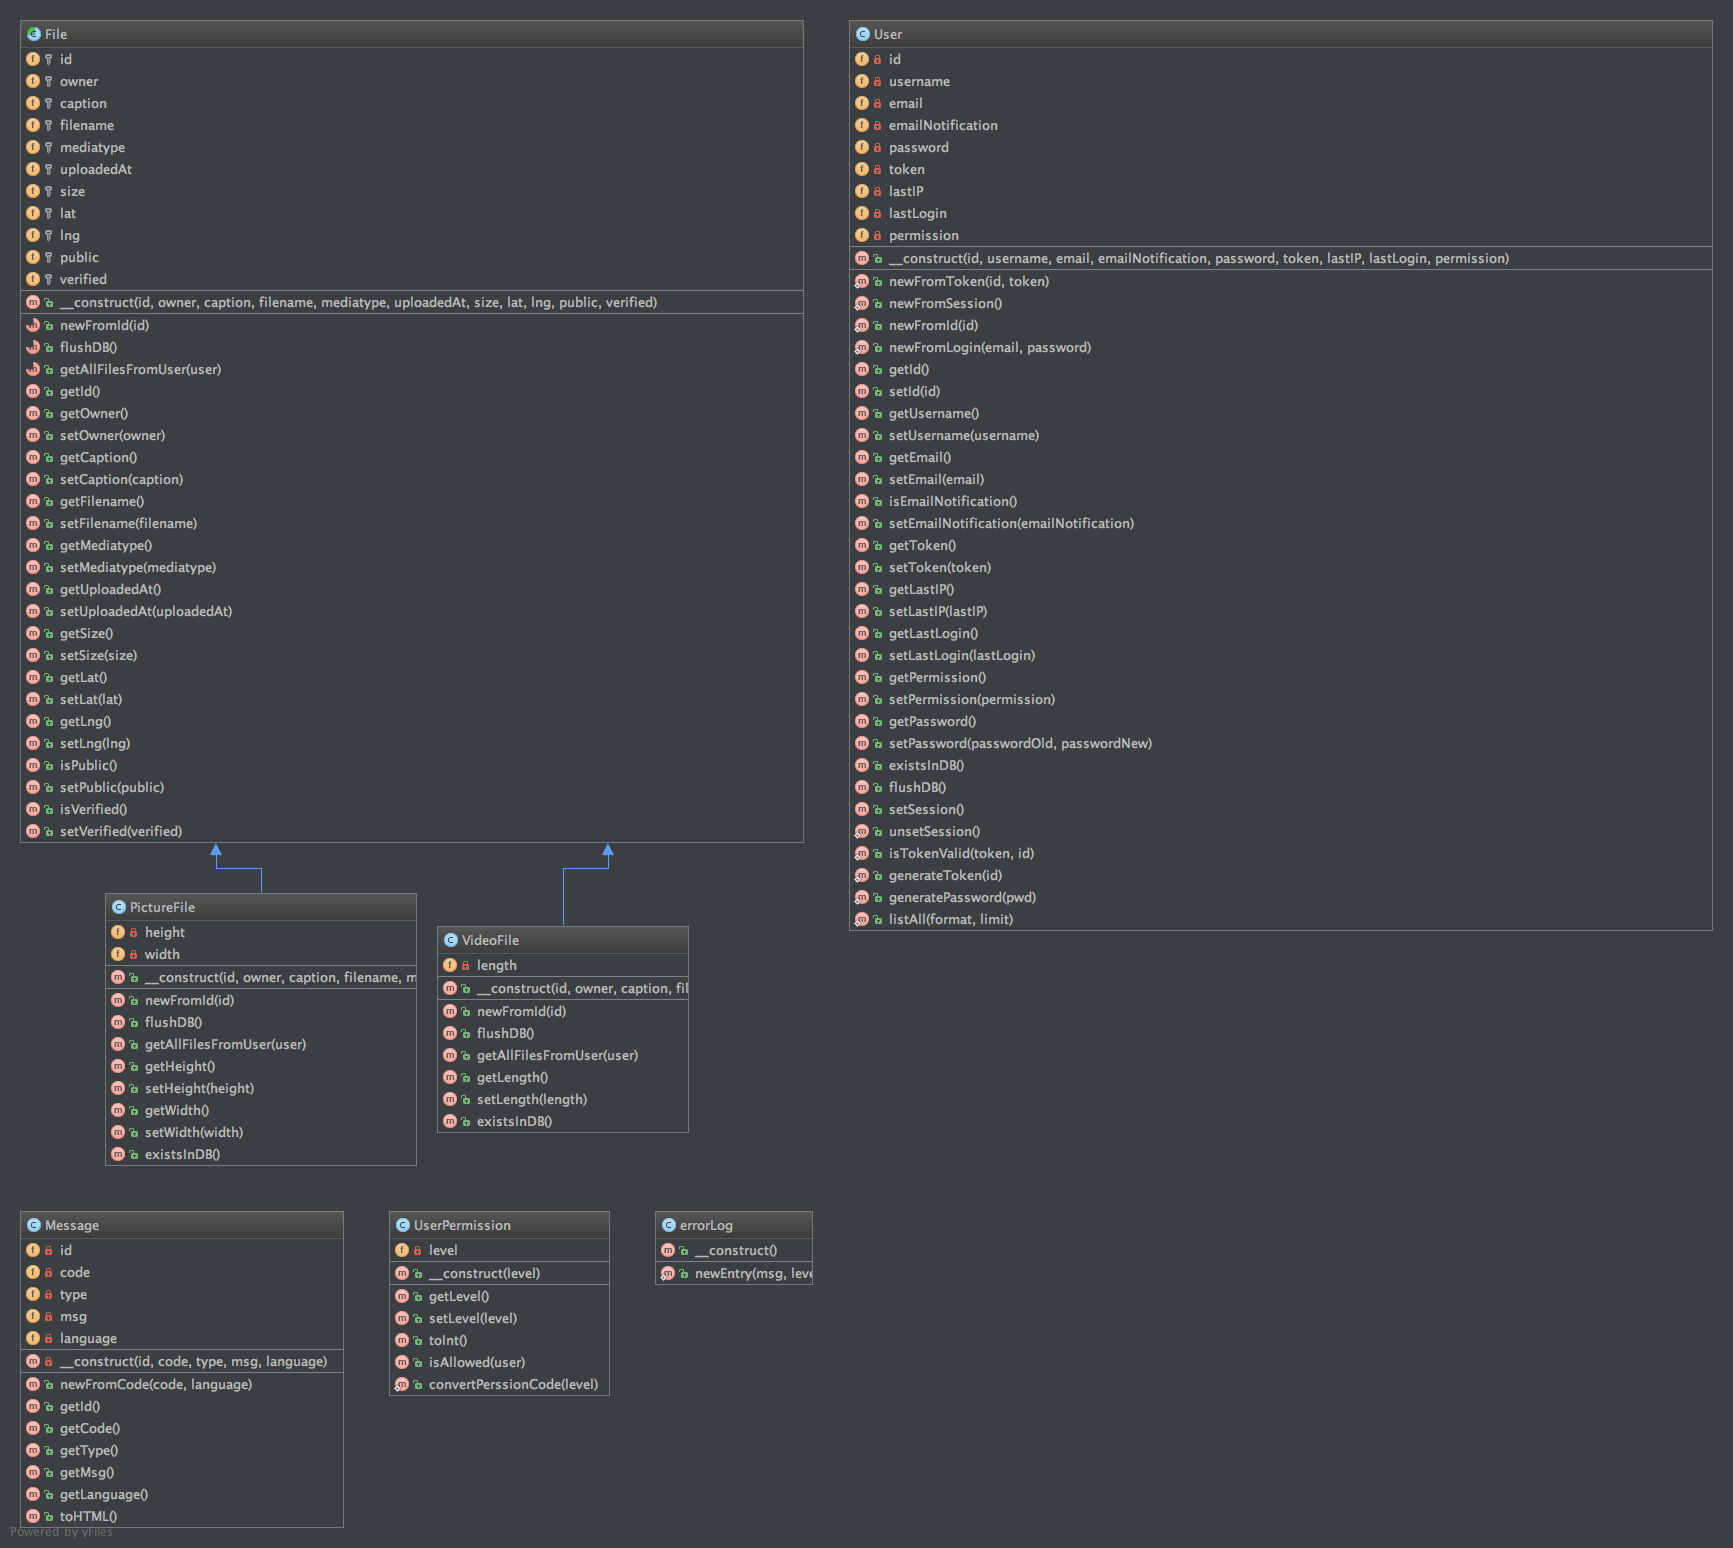 File
id
owner
caption
filename
mediatype
uploadedAt
size
lat
lng
public
verified
__construct(id, owner, caption, filename, mediatype, uploadedAt, size, lat, lng, public, verified)
newFromId(id)
flushDB()
getAllFilesFromUser(user)
getId()
getOwner()
setOwner(owner)
getCaption()
setCaption(caption)
getFilename()
setFilename(filename)
getMediatype()
setMediatype(mediatype)
getUploadedAt()
setUploadedAt(uploadedAt)
getSize()
setSize(size)
getLat()
setLat(lat)
getLng()
setLng(lng)
isPublic()
setPublic(public)
isVerified()
setVerified(verified)
User
id
username
email
emailNotification
password
token
lastIP
lastLogin
permission
__construct(id, username, email, emailNotification, password, token, lastIP, lastLogin, permission)
newFromToken(id, token)
newFromSession()
newFromId(id)
newFromLogin(email, password)
getId()
setId(id)
getUsername()
setUsername(username)
getEmail()
setEmail(email)
isEmailNotification()
setEmailNotification(emailNotification)
getToken()
setToken(token)
getLastIP()
setLastIP(lastIP)
getLastLogin()
setLastLogin(lastLogin)
getPermission()
setPermission(permission)
getPassword()
setPassword(passwordOld, passwordNew)
existsInDB()
flushDB()
setSession()
unsetSession()
isTokenValid(token, id)
generateToken(id)
generatePassword(pwd)
listAll(format, limit)
PictureFile
height
width
__construct(id, owner, caption, filename, m
newFromId(id)
flushDB()
getAllFilesFromUser(user)
getHeight()
setHeight(height)
getWidth()
setWidth(width)
existsInDB()
VideoFile
length
__construct(id, owner, caption, fil
newFromId(id)
flushDB()
getAllFilesFromUser(user)
getLength()
setLength(length)
existsInDB()
Message
id
code
type
msg
language
__construct(id, code, type, msg, language)
newFromCode(code, language)
getId()
getCode()
getType()
getMsg()
getLanguage()
toHTML()
UserPermission
level
__construct(level)
getLevel()
setLevel(level)
toInt()
isAllowed(user)
convertPerssionCode(level)
errorLog
__construct()
newEntry(msg, leve
Powered by yFiles